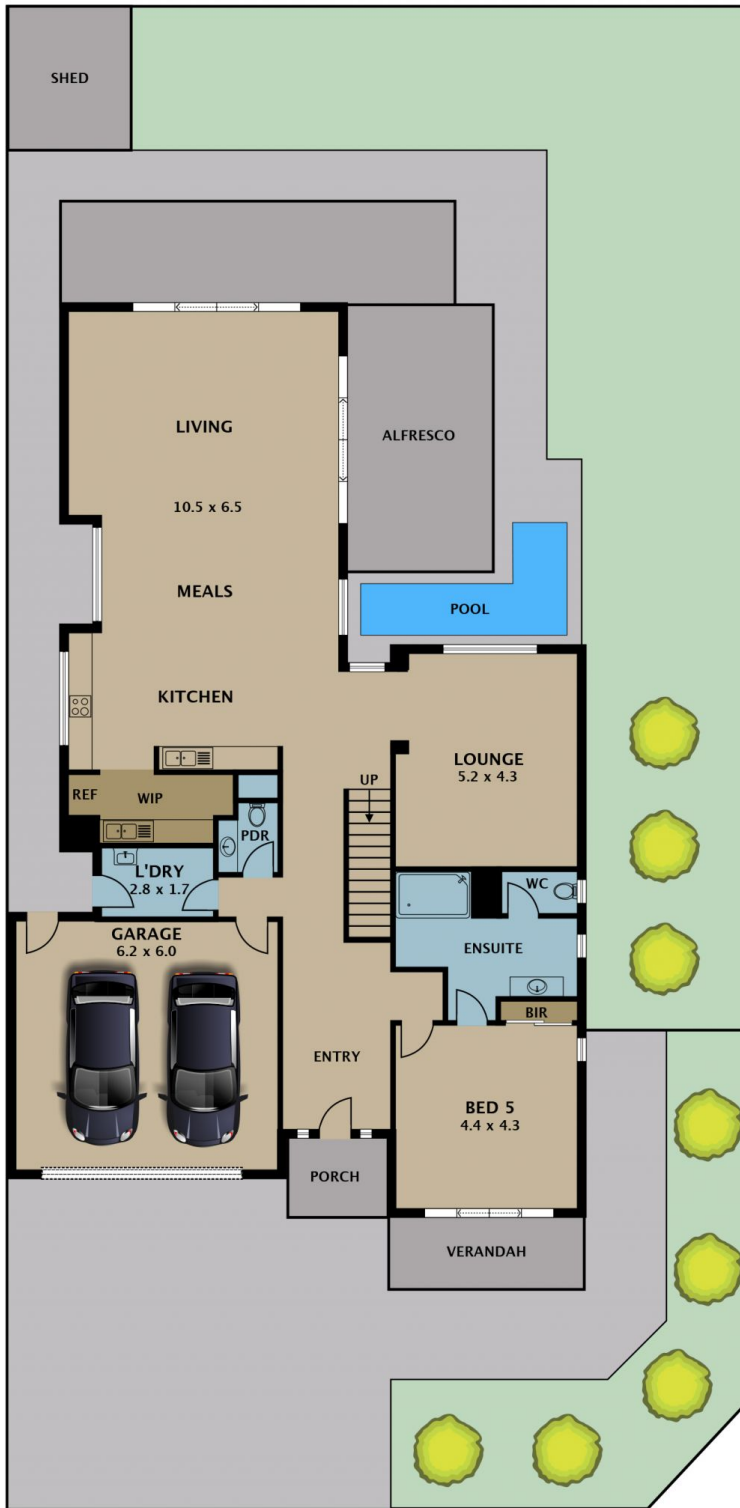 SHED
LIVING
ALFRESCO
10.5 x 6.5
MEALS
POOL
KITCHEN
LOUNGE
5.2 x 4.3
UP
REF
WIP
PDR
L'DRY
2.8 x 1.7
WC
GARAGE
6.2 x 6.0
ENSUITE
BIR
ENTRY
BED 5
4.4 x 4.3
PORCH
VERANDAH